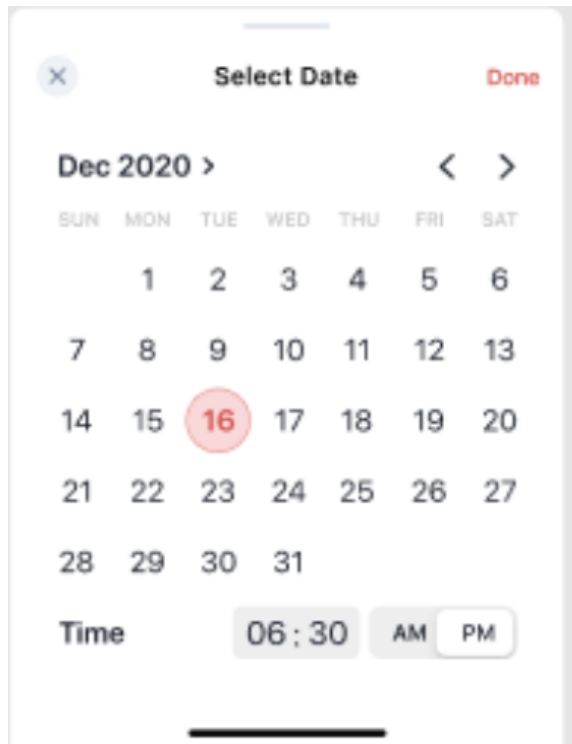 Select Date Done
Dec 2020 >
SUN MON TUE WED THU FRI SAT
1 2 3 4 5 6
7 8 9 10 11 12 13
14 15 16 17 18 19 20
21 22 23 24 25 26 27
28 29 30 31
Time 06:30 AM PM